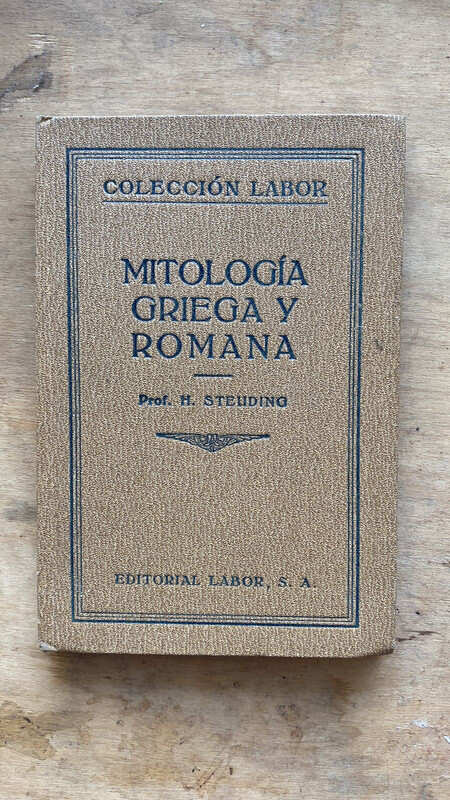 COLECCIÓN LABOR
MITOLOGÍA
GRIEGA Y
ROMANA
Prof. H. STEUDING
EDITORIAL LABOR, S. A.